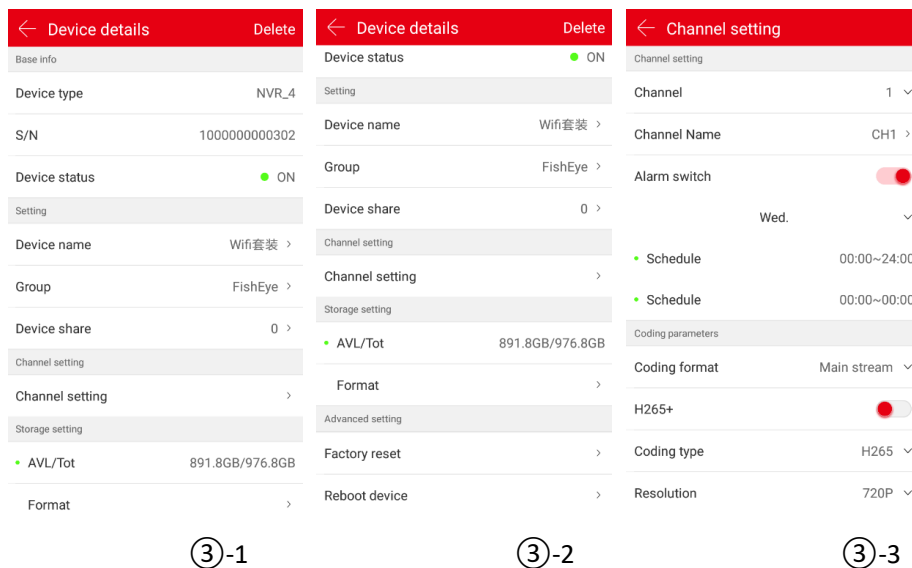 Device details Delete
Base info
Device type NVR_4
S/N 1000000000302
Device status ON
Setting
Device name Wifi套装
Group FishEye
Device share 0
Channel setting
Channel setting
Storage setting
AVL/Tot 891.8GB/976.8GB
Format
③-1
Device details Delete
Device status ON
Setting
Device name Wifi套装
Group FishEye
Device share 0
Channel setting
Channel setting
Storage setting
AVL/Tot 891.8GB/976.8GB
Format
Advanced setting
Factory reset
Reboot device
③-2
Channel setting
Channel setting
Channel 1
Channel Name CH1
Alarm switch
Wed.
Schedule 00:00~24:00
Schedule 00:00~00:00
Coding parameters
Coding format Main stream
H265+
Coding type H265
Resolution 720P
③-3